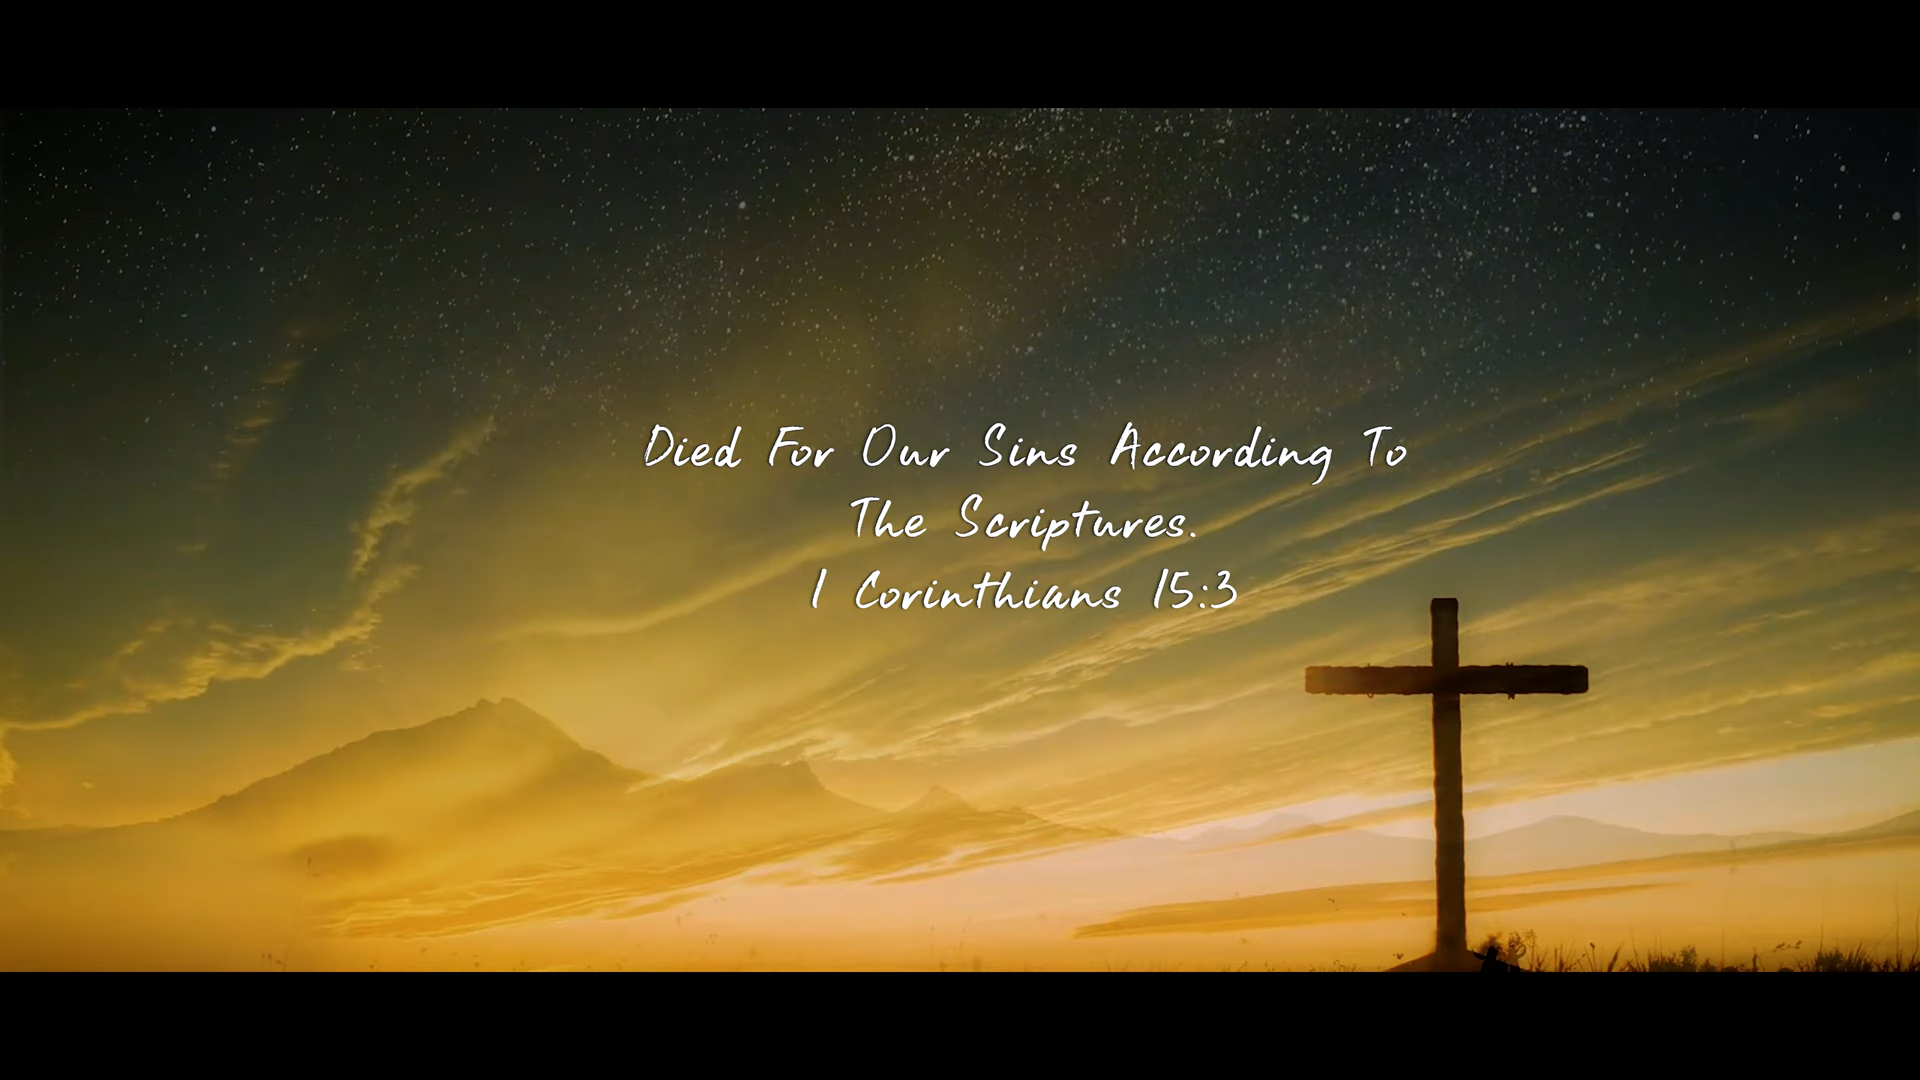 Died For Our Sins According To
The Scriptures.
1 Corinthians 15:3